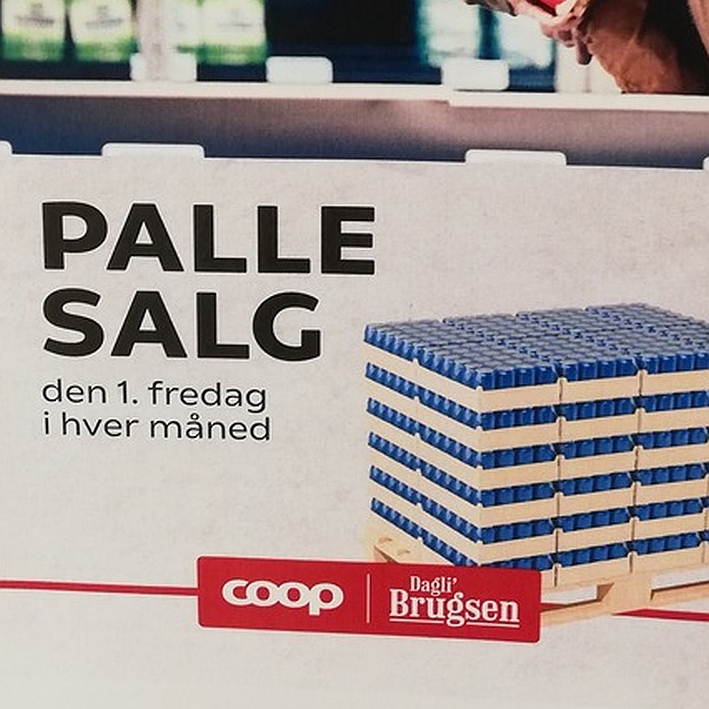 PALLE
SALG
den 1. fredag
i hver måned
coop
Dagli'
Brugsen